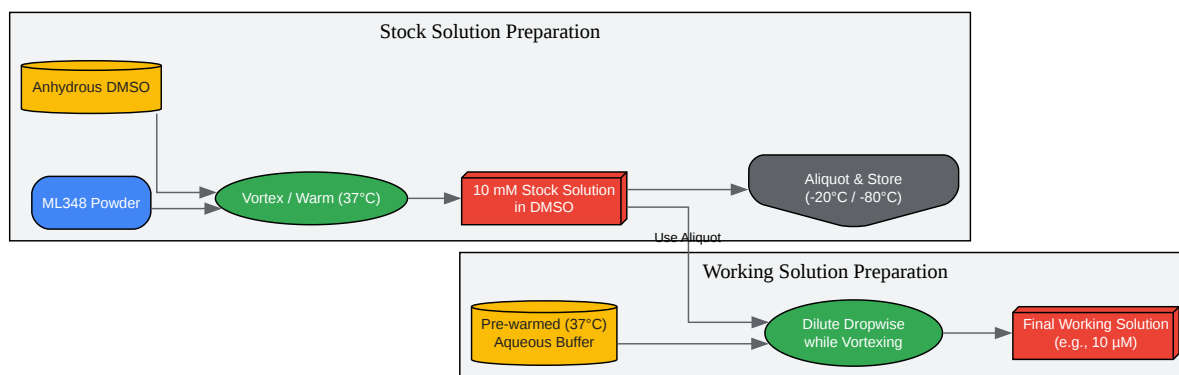 Stock Solution Preparation
Anhydrous DMSO
ML348 Powder
Vortex / Warm (37°C)
10 mM Stock Solution
in DMSO
Aliquot & Store
(-20°C / -80°C)
Use Aliquot
Working Solution Preparation
Pre-warmed (37°C)
Aqueous Buffer
Dilute Dropwise
while Vortexing
Final Working Solution
(e.g., 10 µM)